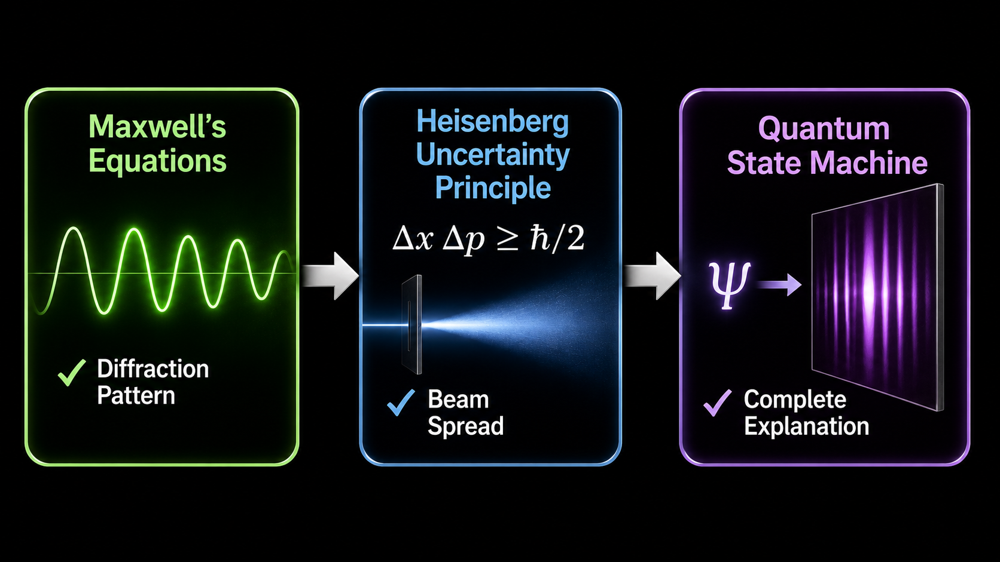 Maxwell’s
Equations
Diffraction
Pattern
Heisenberg
Uncertainty
Principle
Δx Δp ≥ ħ/2
Beam
Spread
Quantum
State Machine
ψ
Complete
Explanation